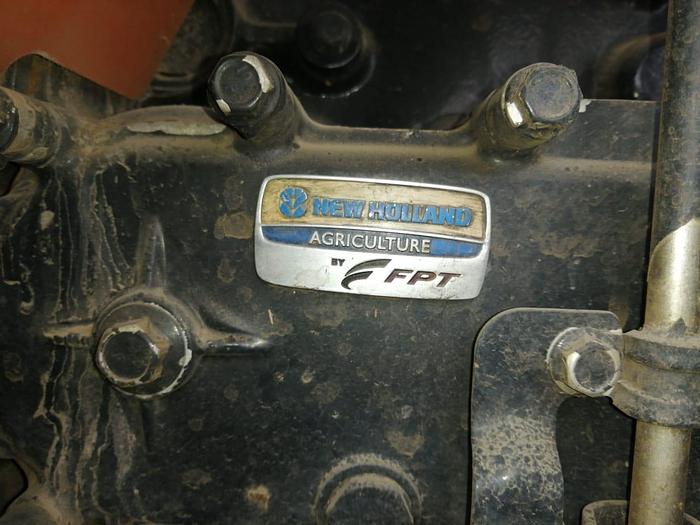 NEW HOLLAND
AGRICULTURE
BY FPT